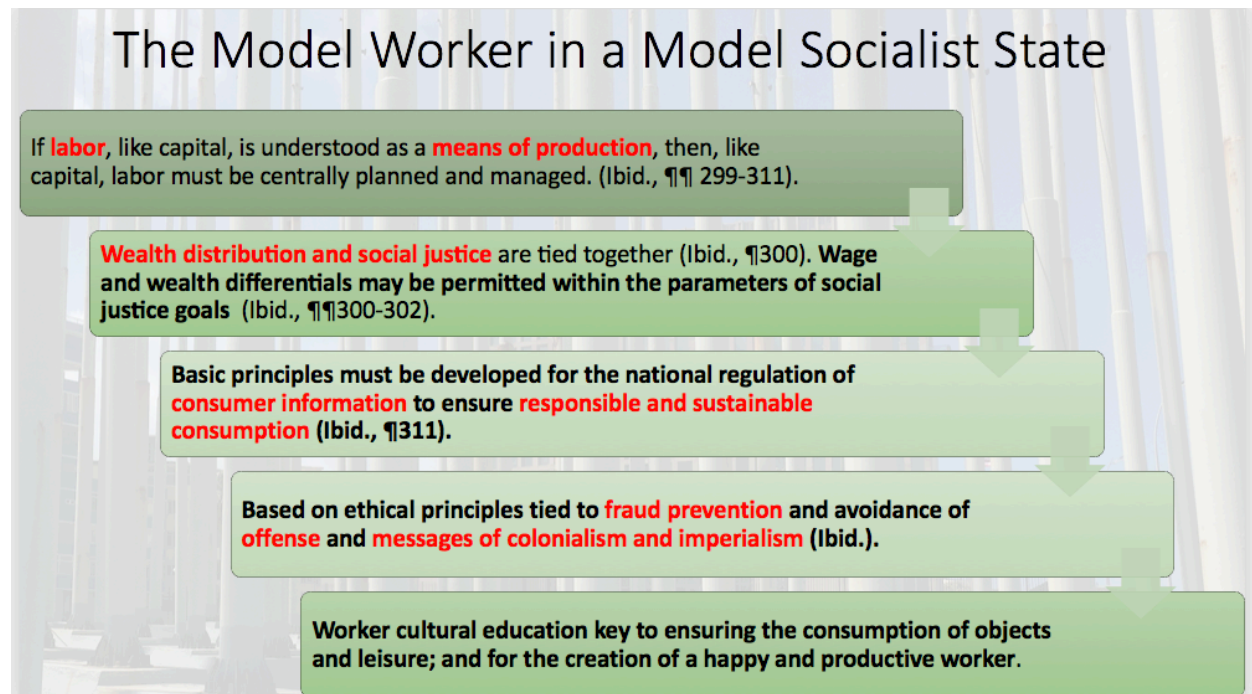 The Model Worker in a Model Socialist State
If labor, like capital, is understood as a means of production, then, like
capital, labor must be centrally planned and managed. (Ibid., ¶¶ 299-311).
Wealth distribution and social justice are tied together (Ibid., ¶300). Wage
and wealth differentials may be permitted within the parameters of social
justice goals (Ibid., ¶¶300-302).
Basic principles must be developed for the national regulation of
consumer information to ensure responsible and sustainable
consumption (Ibid., ¶311).
Based on ethical principles tied to fraud prevention and avoidance of
offense and messages of colonialism and imperialism (Ibid.).
Worker cultural education key to ensuring the consumption of objects
and leisure; and for the creation of a happy and productive worker.